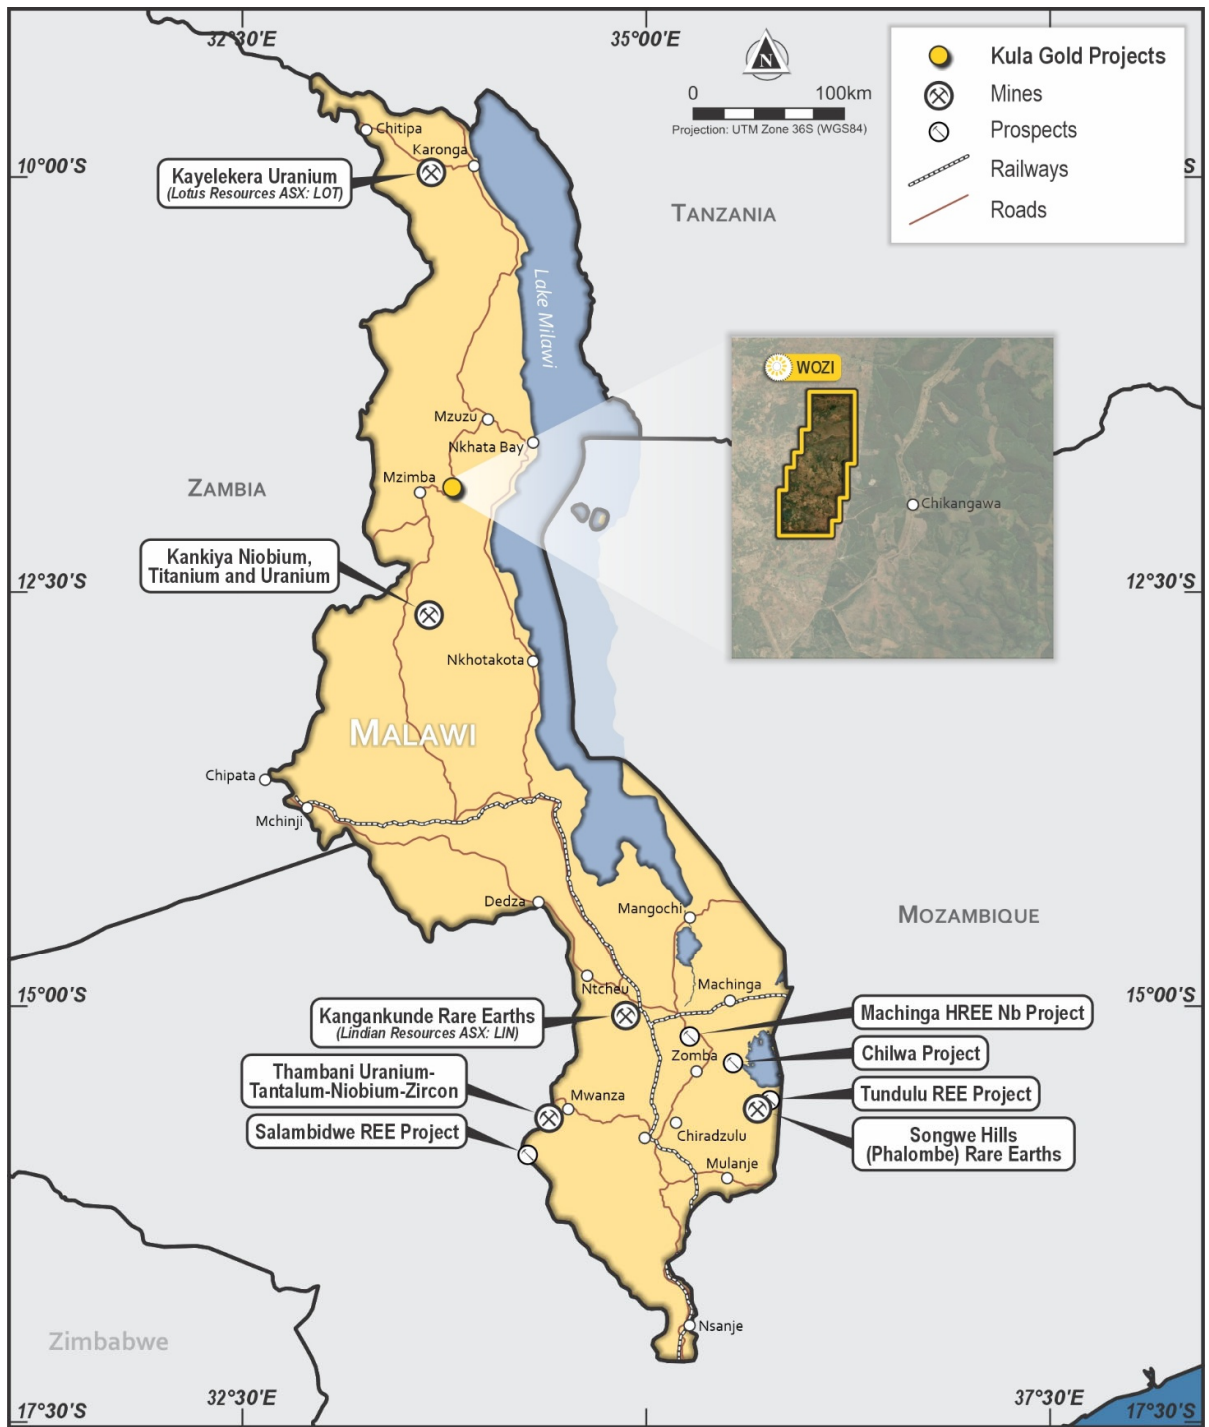 32°30'E
35°00'E
N
0
100km
Projection: UTM Zone 36S (WGS84)
Kula Gold Projects
Mines
Prospects
Railways
Roads
10°00'S
S
Chitipa
Karonga
Kayelekera Uranium
(Lotus Resources ASX: LOT)
TANZANIA
Lake Milawi
WOZI
Chikangawa
Mzuzu
Nkhata Bay
Mzimba
ZAMBIA
Kankiya Niobium,
Titanium and Uranium
12°30'S
12°30'S
Nkhotakota
MALAWI
Chipata
Mchinji
Dedza
Mangochi
MOZAMBIQUE
15°00'S
15°00'S
Ntcheu
Machinga
Kangankunde Rare Earths
(Lindian Resources ASX: LIN)
Machinga HREE Nb Project
Zomba
Chilwa Project
Thambani Uranium-
Tantalum-Niobium-Zircon
Mwanza
Tundulu REE Project
Salambidwe REE Project
Chiradzulu
Songwe Hills
(Phalombe) Rare Earths
Mulanje
Nsanje
Zimbabwe
32°30'E
37°30'E
17°30'S
17°30'S